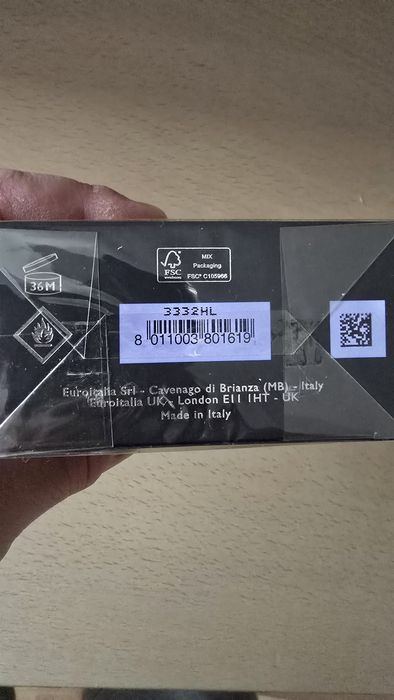 FSC
MIX
Packaging
FSC® C105966
36M
3332HL
8 011003 801619
Euroitalia Srl - Cavenago di Brianza (MB) - Italy
Euroitalia UK - London E11 1HT - UK
Made in Italy